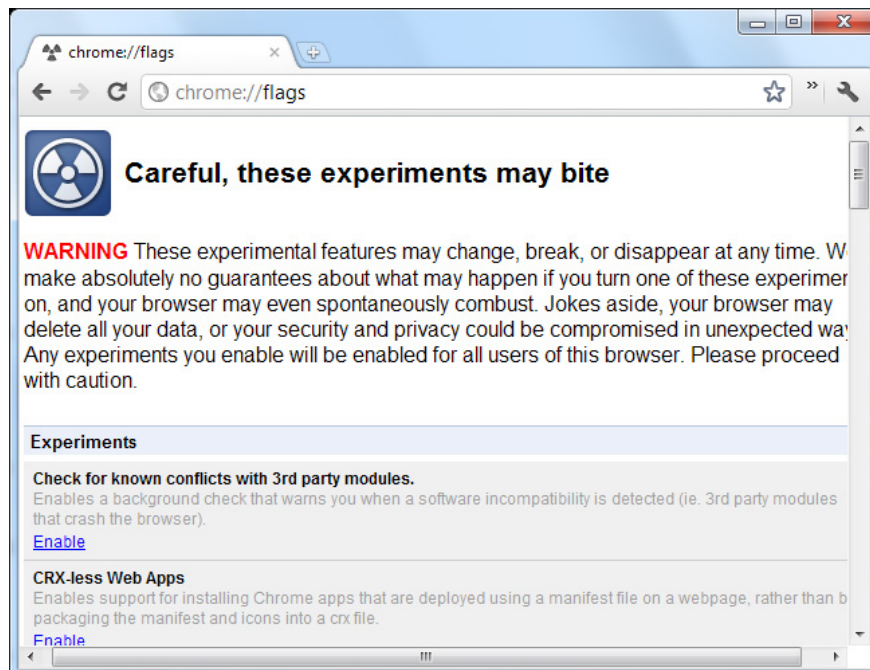 chrome://flags
chrome://flags
Careful, these experiments may bite
WARNING These experimental features may change, break, or disappear at any time.
make absolutely no guarantees about what may happen if you turn one of these
on, and your browser may even spontaneously combust. Jokes aside, your browser may
delete all your data, or your security and privacy could be compromised in unexpected
Any experiments you enable will be enabled for all users of this browser. Please proceed
with caution.
Experiments
Check for known conflicts with 3rd party modules.
Enables a background check that warns you when a software incompatibility is detected (ie. 3rd party modules
that crash the browser).
Enable
CRX-less Web Apps
Enables support for installing Chrome apps that are deployed using a manifest file on a webpage, rather than
packaging the manifest and icons into a crx file.
Enable